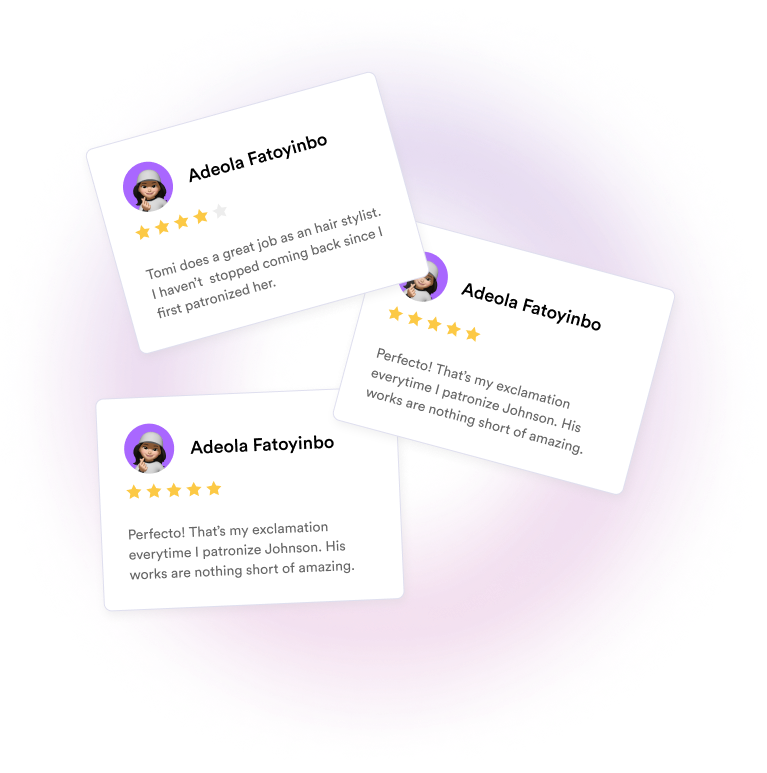 Adeola Fatoyinbo
Tomi does a great job as an hair stylist.
I haven't  stopped coming back since I
first patronized her.
Adeola Fatoyinbo
Perfecto! That's my exclamation
everytime I patronize Johnson. His
works are nothing short of amazing.
Adeola Fatoyinbo
Perfecto! That's my exclamation
everytime I patronize Johnson. His
works are nothing short of amazing.